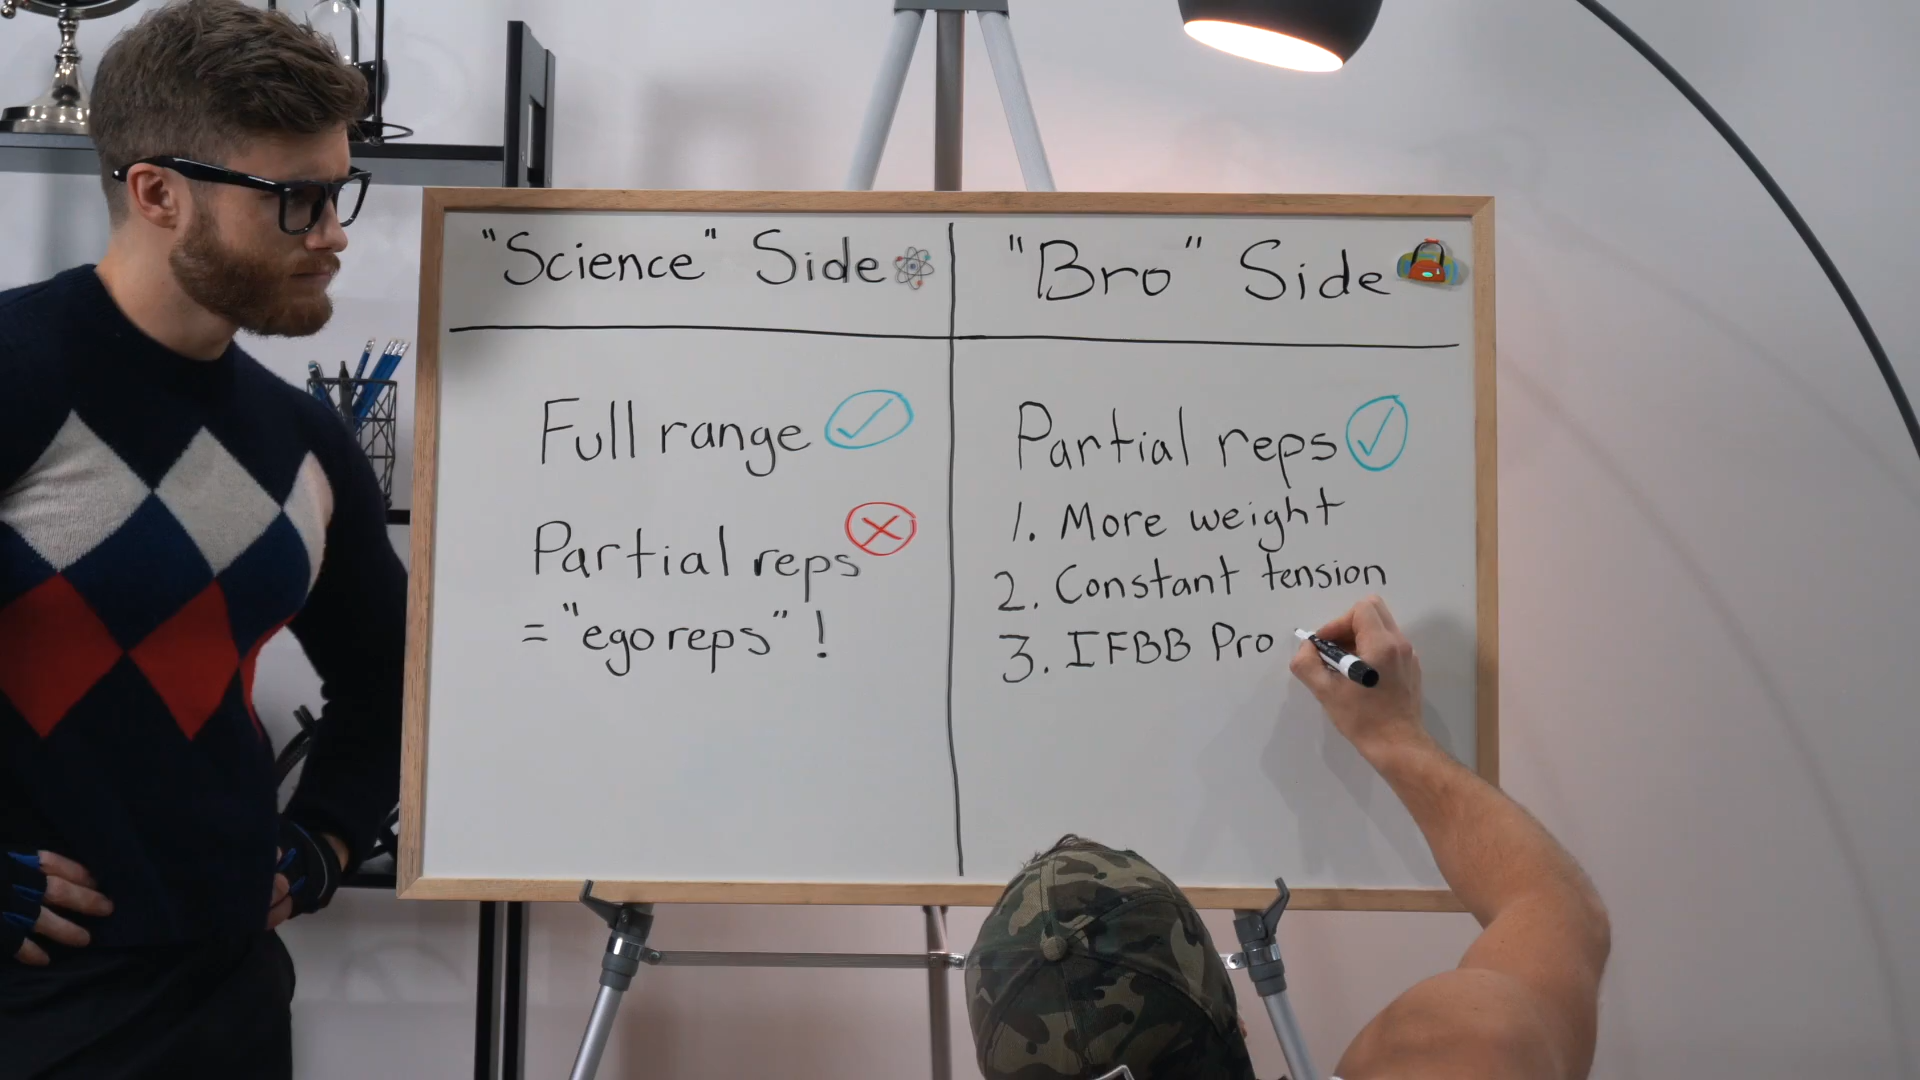 "Science" Side
Full range
Partial reps
= "ego reps" !
"Bro" Side
Partial reps
1. More weight
2. Constant tension
3. IFBB Pro